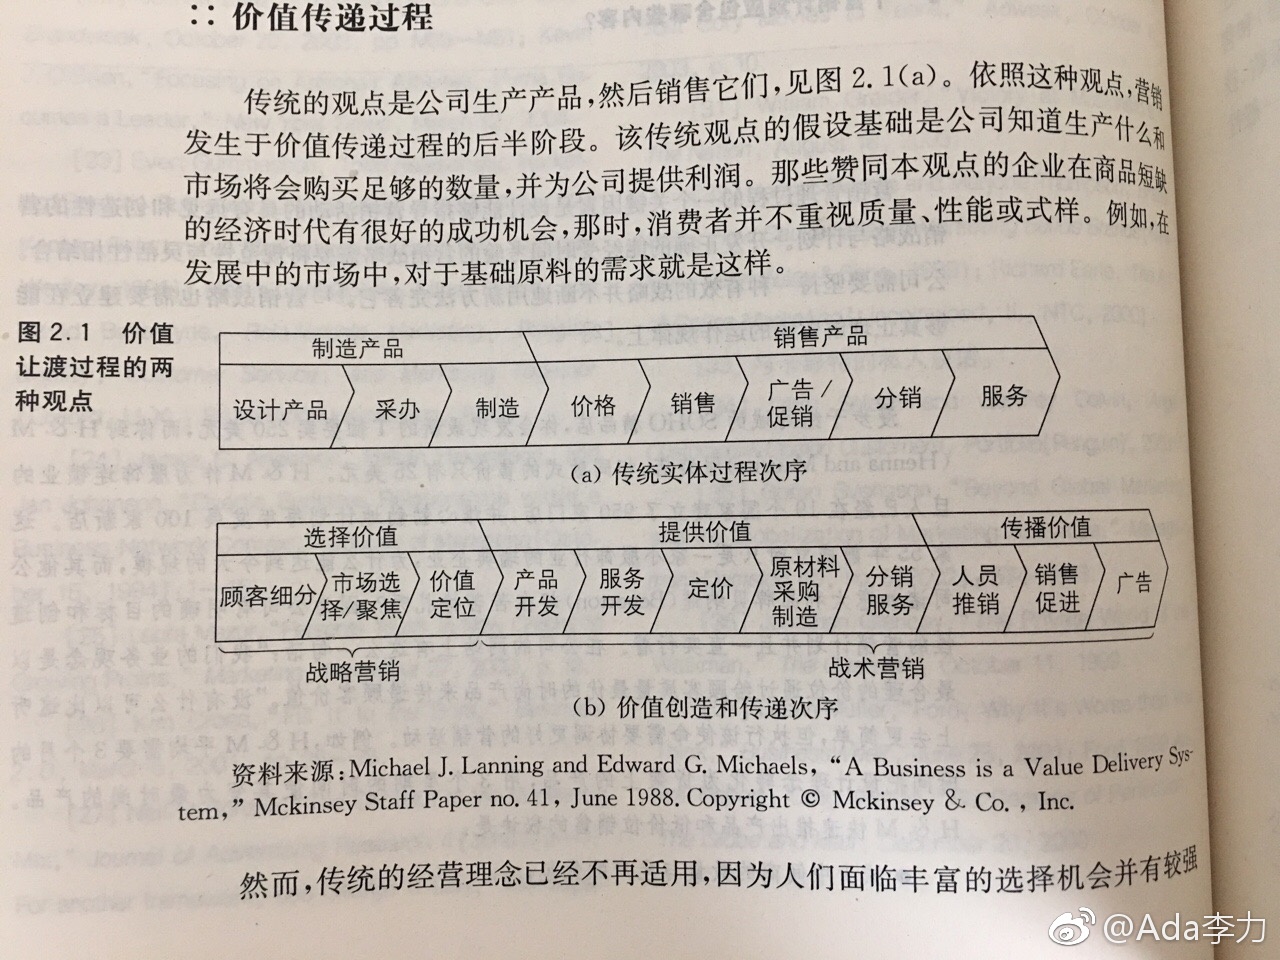 :: 价值传递过程
传统的观点是公司生产产品,然后销售它们,见图 2.1(a)。依照这种观点,营销
发生于价值传递过程的后半阶段。该传统观点的假设基础是公司知道生产什么和
市场将会购买足够的数量,并为公司提供利润。那些赞同本观点的企业在商品短缺
的经济时代有很好的成功机会,那时,消费者并不重视质量、性能或式样。例如,在
发展中的市场中,对于基础原料的需求就是这样。
图 2.1 价值
让渡过程的两
种观点
制造产品 销售产品
设计产品 采办 制造 价格 销售 广告/促销 分销 服务
(a) 传统实体过程次序
选择价值 提供价值 传播价值
顾客细分 市场选择/聚焦 价值定位 产品开发 服务开发 定价 原材料采购制造 分销服务 人员推销 销售促进 广告
战略营销 战术营销
(b) 价值创造和传递次序
资料来源:Michael J. Lanning and Edward G. Michaels, “A Business is a Value Delivery Sys-
tem,” Mckinsey Staff Paper no. 41, June 1988. Copyright © Mckinsey & Co., Inc.
然而,传统的经营理念已经不再适用,因为人们面临丰富的选择机会并有较强
@Ada李力